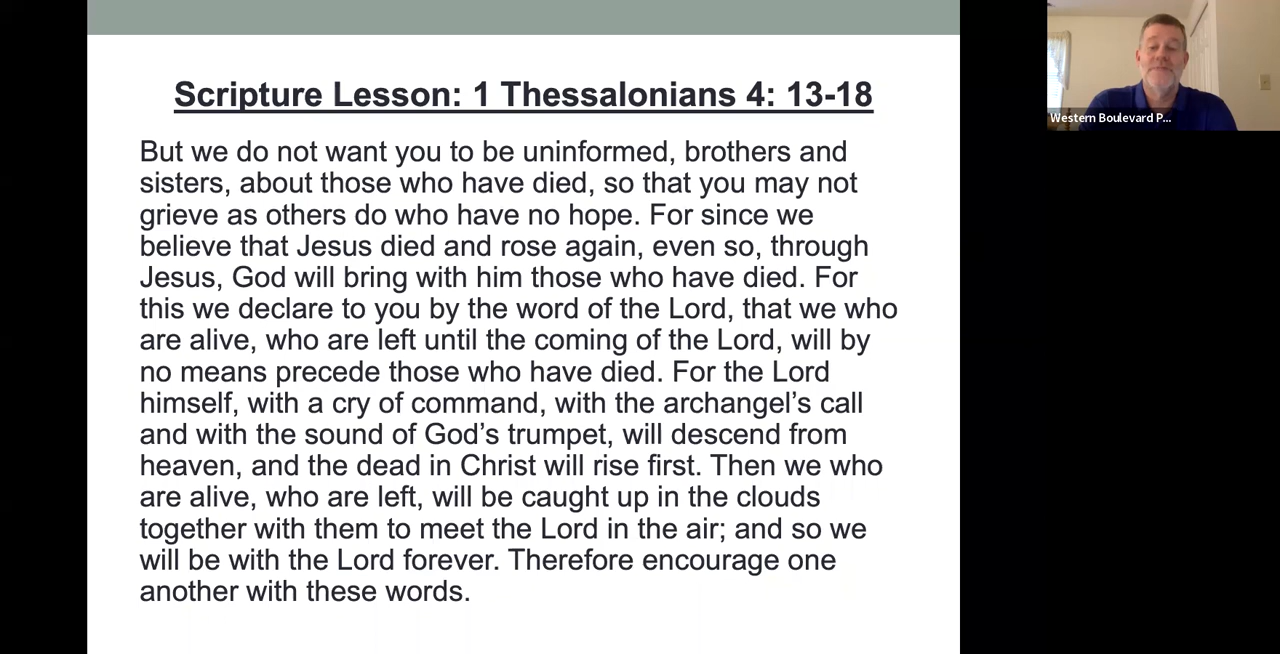 Scripture Lesson: 1 Thessalonians 4: 13-18
But we do not want you to be uninformed, brothers and
sisters, about those who have died, so that you may not
grieve as others do who have no hope. For since we
believe that Jesus died and rose again, even so, through
Jesus, God will bring with him those who have died. For
this we declare to you by the word of the Lord, that we who
are alive, who are left until the coming of the Lord, will by
no means precede those who have died. For the Lord
himself, with a cry of command, with the archangel’s call
and with the sound of God’s trumpet, will descend from
heaven, and the dead in Christ will rise first. Then we who
are alive, who are left, will be caught up in the clouds
together with them to meet the Lord in the air; and so we
will be with the Lord forever. Therefore encourage one
another with these words.
Western Boulevard P...